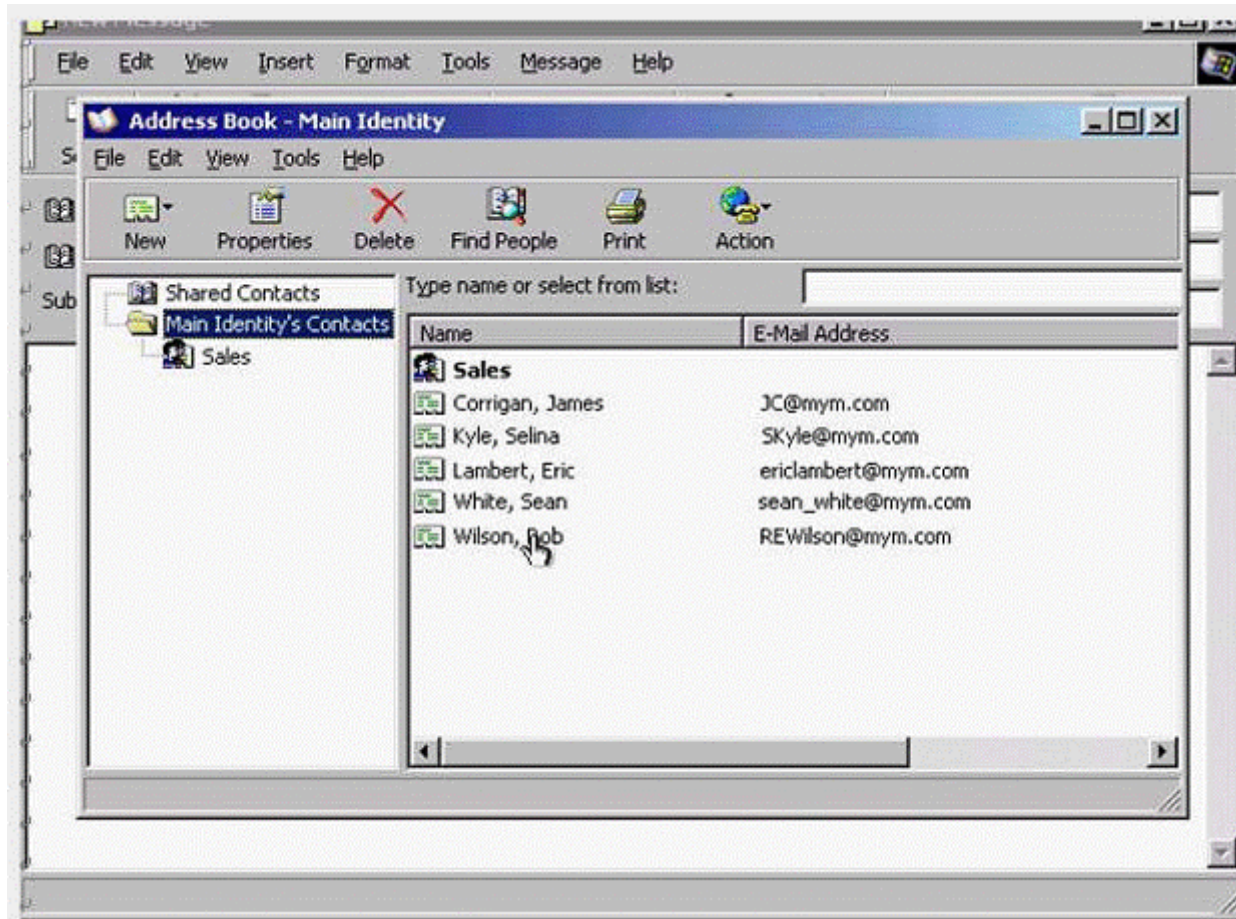 New Message
File Edit View Insert Format Tools Message Help
Address Book - Main Identity
File Edit View Tools Help
New Properties Delete Find People Print Action
Sub
Shared Contacts
Main Identity's Contacts
Sales
Type name or select from list:
Name E-Mail Address
Sales
Corrigan, James JC@mym.com
Kyle, Selina SKyle@mym.com
Lambert, Eric ericlambert@mym.com
White, Sean sean_white@mym.com
Wilson, Rob REWilson@mym.com